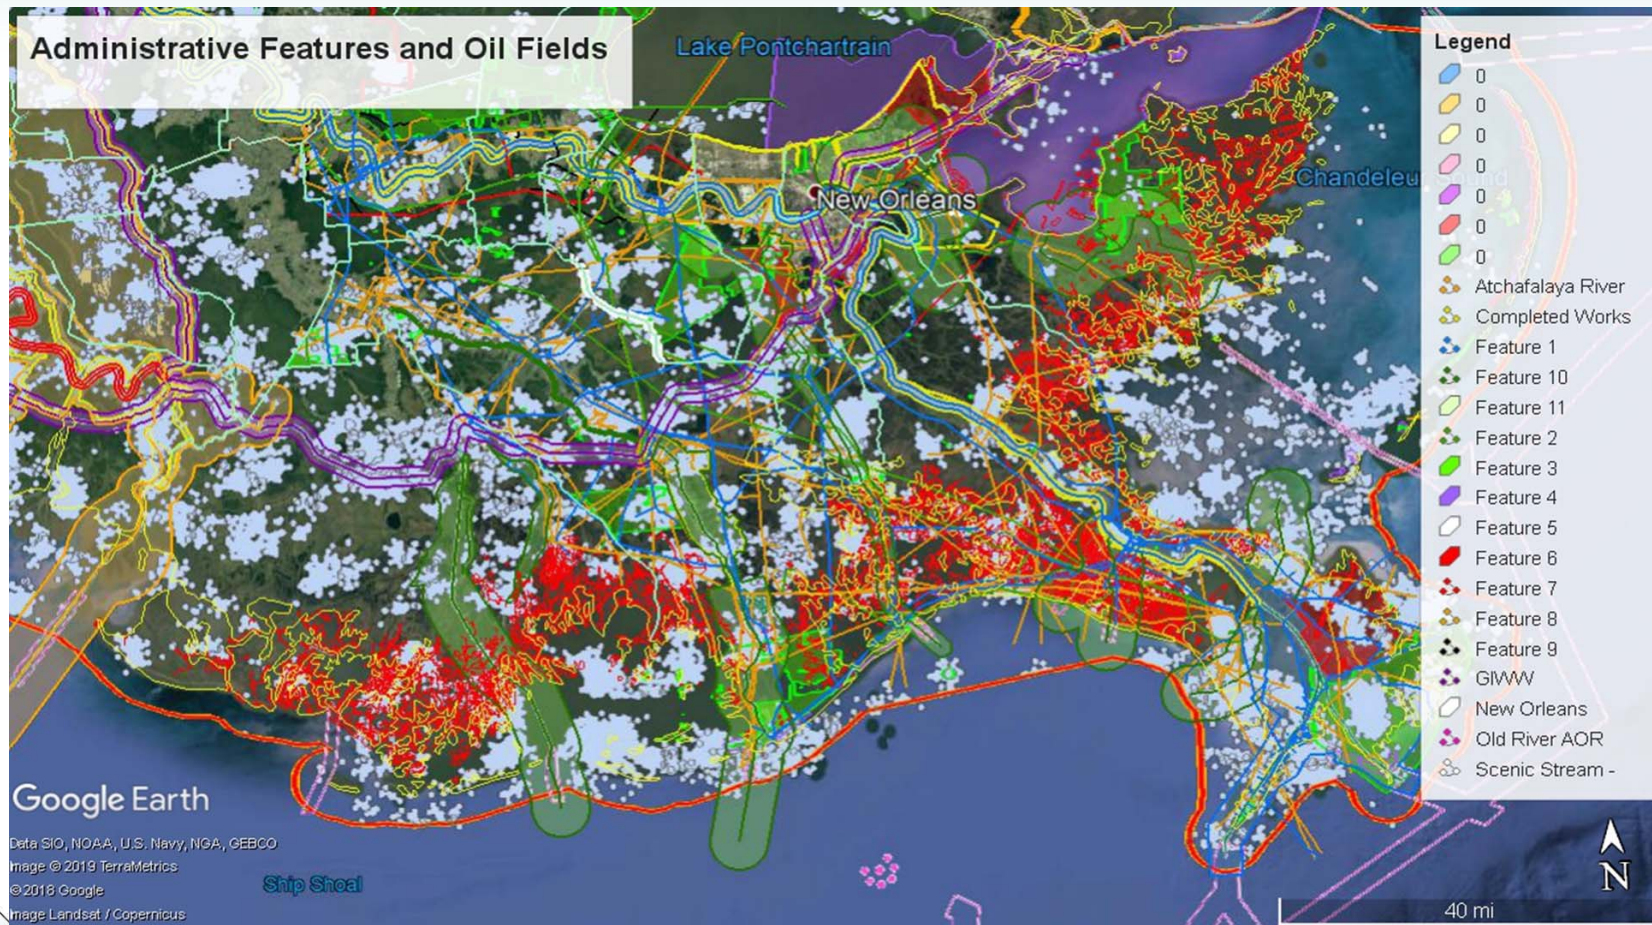 Administrative Features and Oil Fields
Lake Pontchartrain
New Orleans
Chandeleu
Legend
0
0
0
0
0
0
0
Atchafalaya River
Completed Works
Feature 1
Feature 10
Feature 11
Feature 2
Feature 3
Feature 4
Feature 5
Feature 6
Feature 7
Feature 8
Feature 9
GIWW
New Orleans
Old River AOR
Scenic Stream -
Google Earth
Data SIO, NOAA, U.S. Navy, NGA, GEBCO
Image © 2019 TerraMetrics
© 2018 Google
Image Landsat / Copernicus
Ship Shoal
N
40 mi